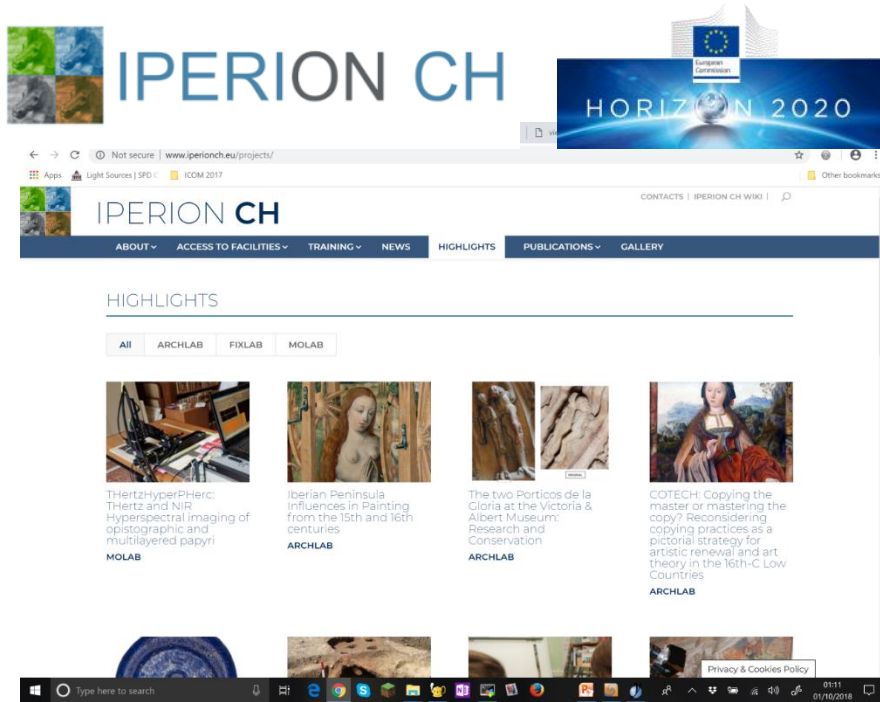 IPERION CH
European
Commission
HORIZON 2020
Not secure | www.iperionch.eu/projects/
Apps
Light Sources | SPD
ICOM 2017
Other bookmarks
CONTACTS | IPERION CH WIKI |
IPERION CH
ABOUT ACCESS TO FACILITIES TRAINING NEWS HIGHLIGHTS PUBLICATIONS GALLERY
HIGHLIGHTS
All ARCHLAB FIXLAB MOLAB
THertzHyperPHerc:
THertz and NIR
Hyperspectral imaging of
opistographic and
multilayered papyri
MOLAB
Iberian Peninsula
Influences in Painting
from the 15th and 16th
centuries
ARCHLAB
The two Porticos de la
Gloria at the Victoria &
Albert Museum:
Research and
Conservation
ARCHLAB
COTECH: Copying the
master or mastering the
copy? Reconsidering
copying practices as a
pictorial strategy for
artistic renewal and art
theory in the 16th-C Low
Countries
ARCHLAB
Privacy & Cookies Policy
Type here to search
01:11
01/10/2018